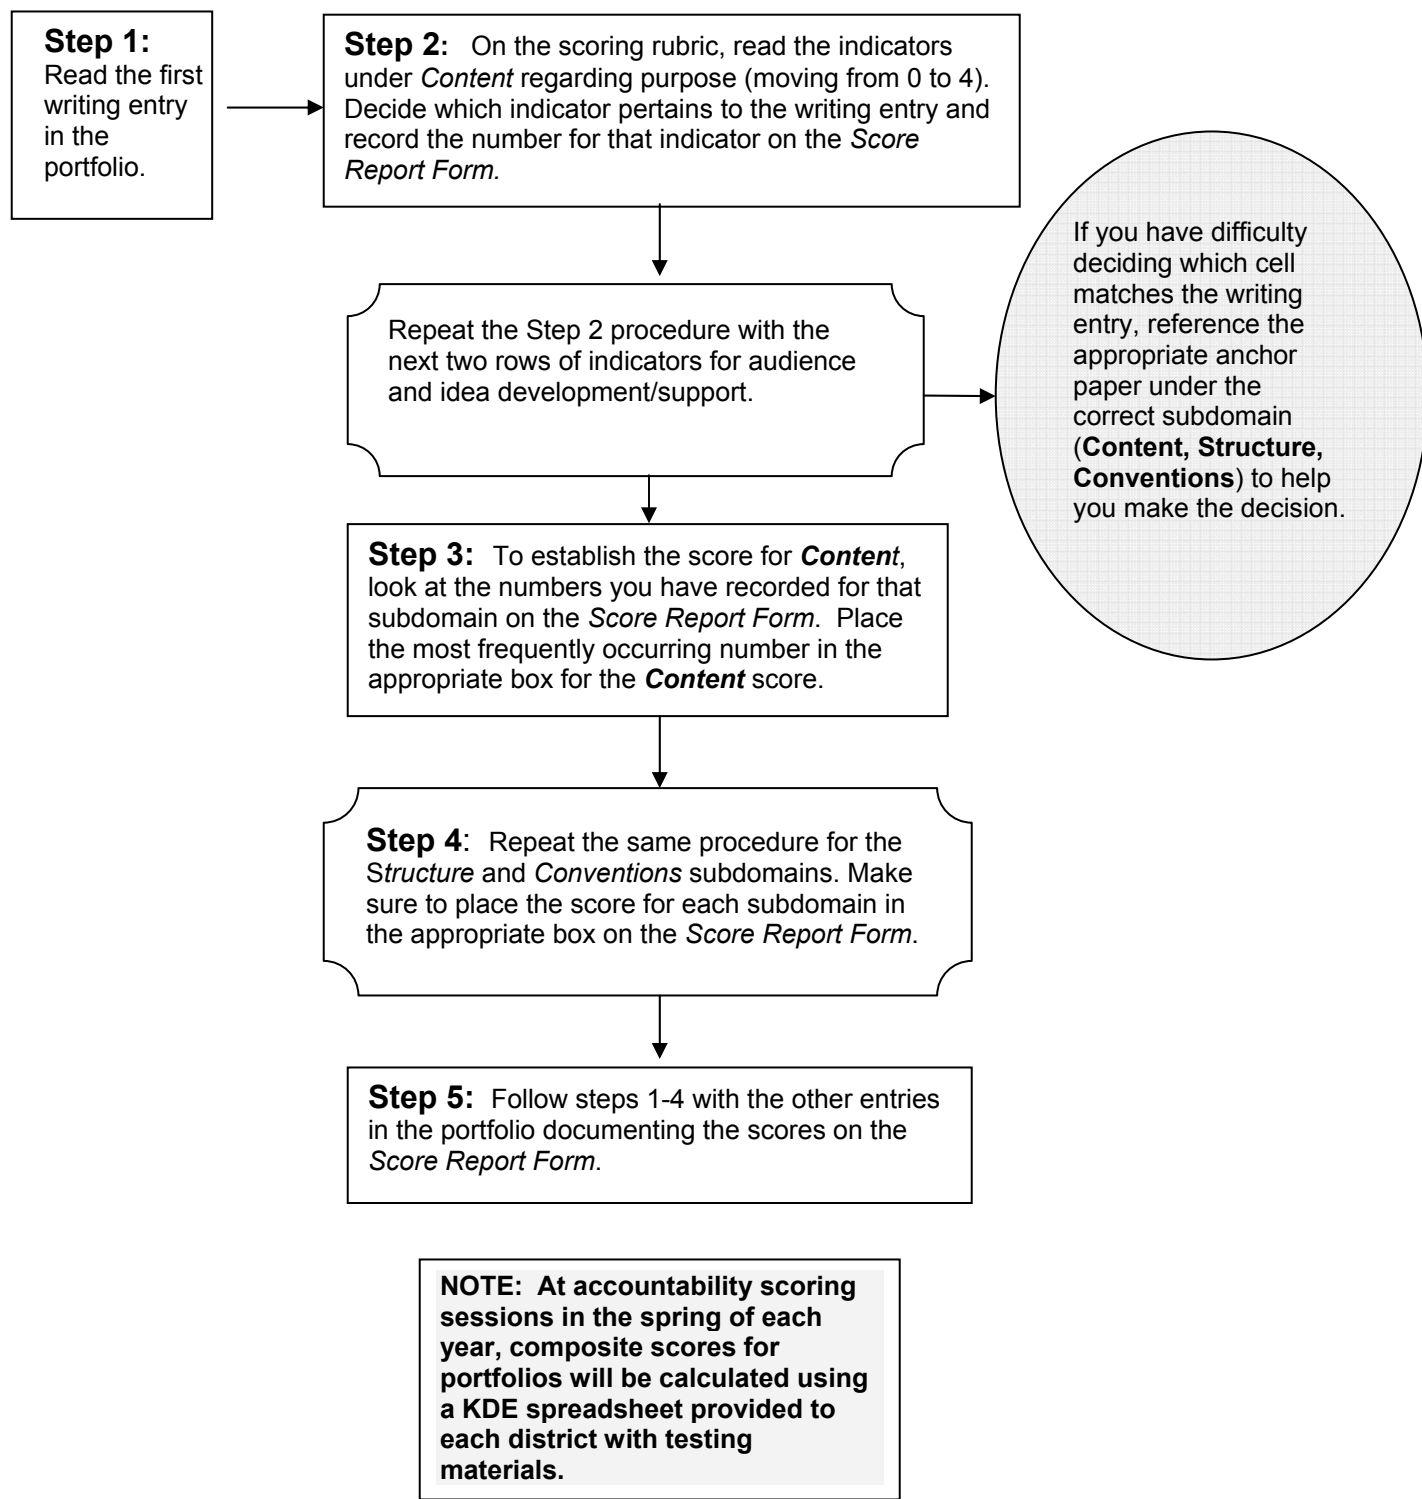 Step 1:
Read the first
writing entry
in the
portfolio.
Step 2: On the scoring rubric, read the indicators
under Content regarding purpose (moving from 0 to 4).
Decide which indicator pertains to the writing entry and
record the number for that indicator on the Score
Report Form.
Repeat the Step 2 procedure with the
next two rows of indicators for audience
and idea development/support.
If you have difficulty
deciding which cell
matches the writing
entry, reference the
appropriate anchor
paper under the
correct subdomain
(Content, Structure,
Conventions) to help
you make the decision.
Step 3: To establish the score for Content,
look at the numbers you have recorded for that
subdomain on the Score Report Form. Place
the most frequently occurring number in the
appropriate box for the Content score.
Step 4: Repeat the same procedure for the
Structure and Conventions subdomains. Make
sure to place the score for each subdomain in
the appropriate box on the Score Report Form.
Step 5: Follow steps 1-4 with the other entries
in the portfolio documenting the scores on the
Score Report Form.
NOTE: At accountability scoring
sessions in the spring of each
year, composite scores for
portfolios will be calculated using
a KDE spreadsheet provided to
each district with testing
materials.